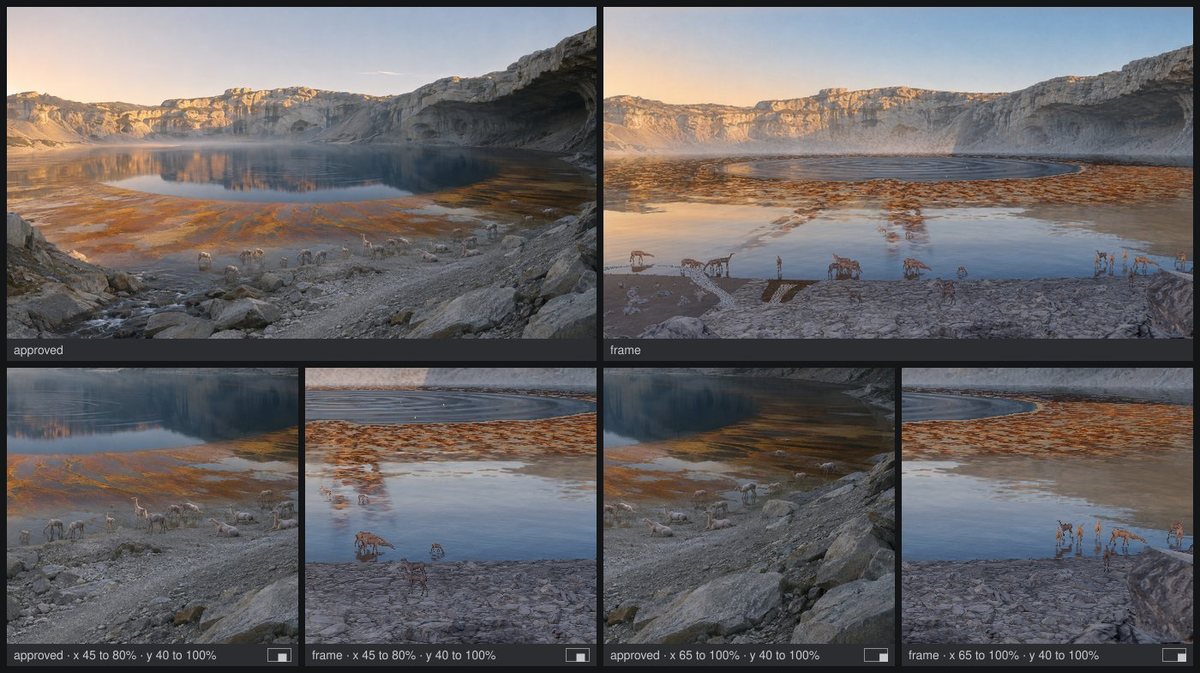 approved
frame
approved · x 45 to 80% · y 40 to 100%
frame · x 45 to 80% · y 40 to 100%
approved · x 65 to 100% · y 40 to 100%
frame · x 65 to 100% · y 40 to 100%